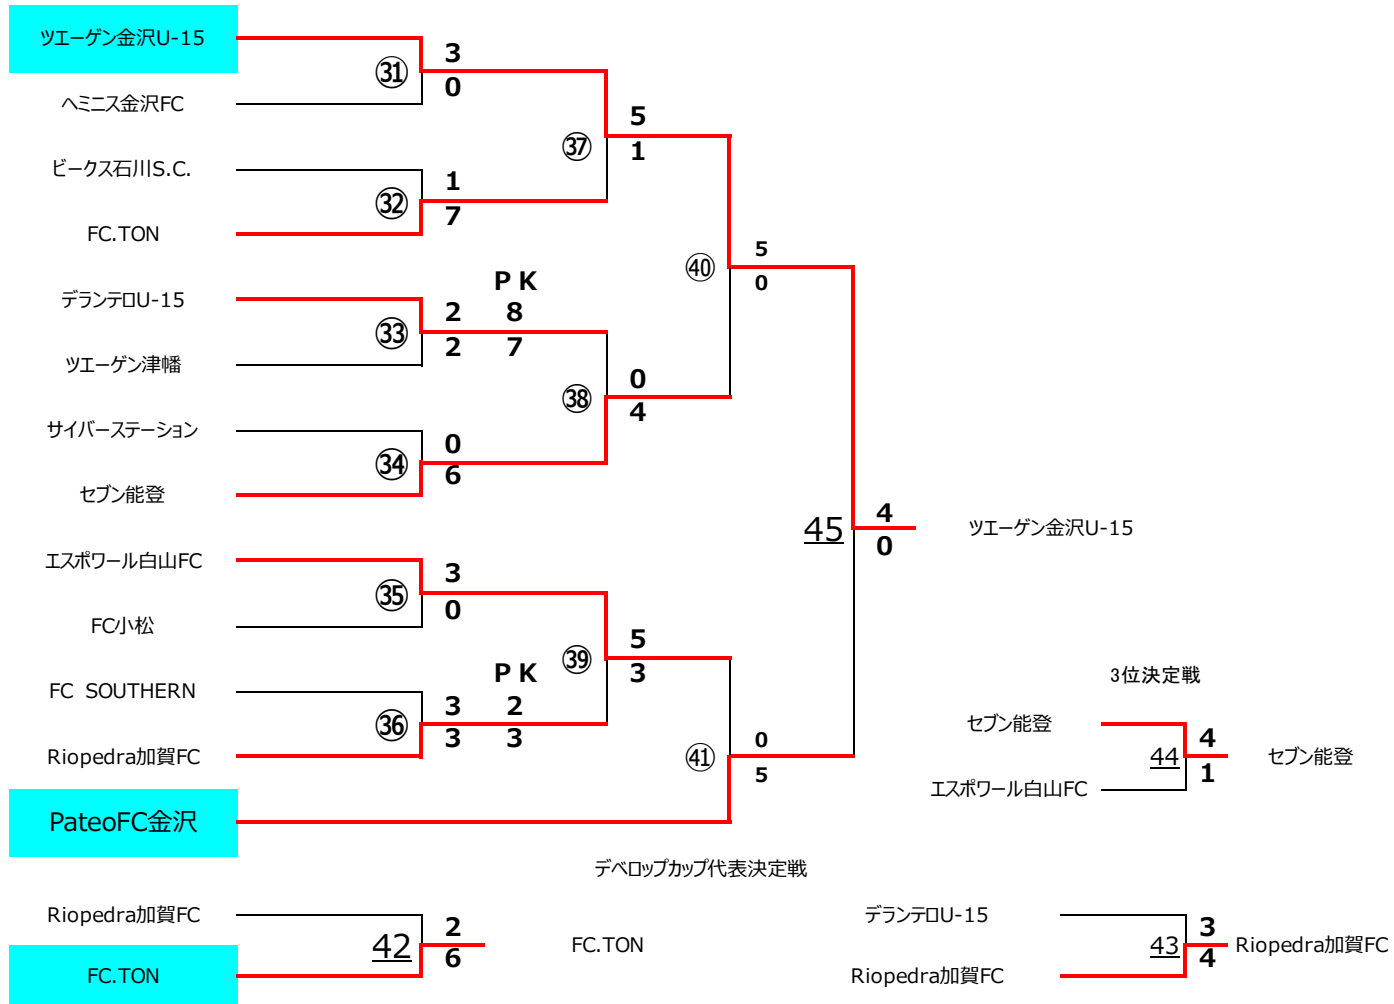 ツエーゲン金沢U-15
3
㉛
0
ヘミニス金沢FC
5
㊲
1
ビークス石川S.C.
1
㉜
7
FC.TON
5
㊵
0
デランテロU-15
PK
2 8
㉝
2 7
ツエーゲン津幡
0
㊳
4
サイバーステーション
0
㉞
6
セブン能登
4
45
0
ツエーゲン金沢U-15
エスポワール白山FC
3
㉟
0
FC小松
5
㊴
3
FC SOUTHERN
PK
3 2
㊱
3 3
Riopedra加賀FC
0
㊶
5
PateoFC金沢
3位決定戦
セブン能登
4
44
1
セブン能登
エスポワール白山FC
デベロップカップ代表決定戦
Riopedra加賀FC
2
42
6
FC.TON
FC.TON
デランテロU-15
3
43
4
Riopedra加賀FC
Riopedra加賀FC